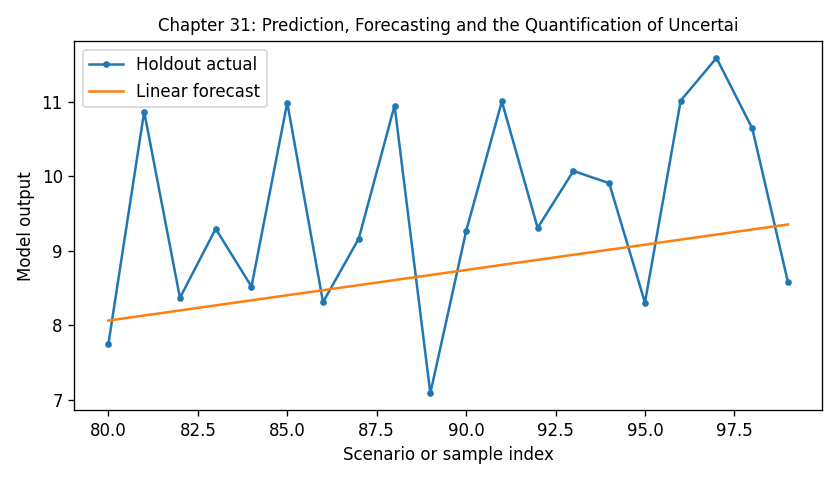 Chapter 31: Prediction, Forecasting and the Quantification of Uncertai
Holdout actual
Linear forecast
Model output
11
10
9
8
7
80.0 82.5 85.0 87.5 90.0 92.5 95.0 97.5
Scenario or sample index